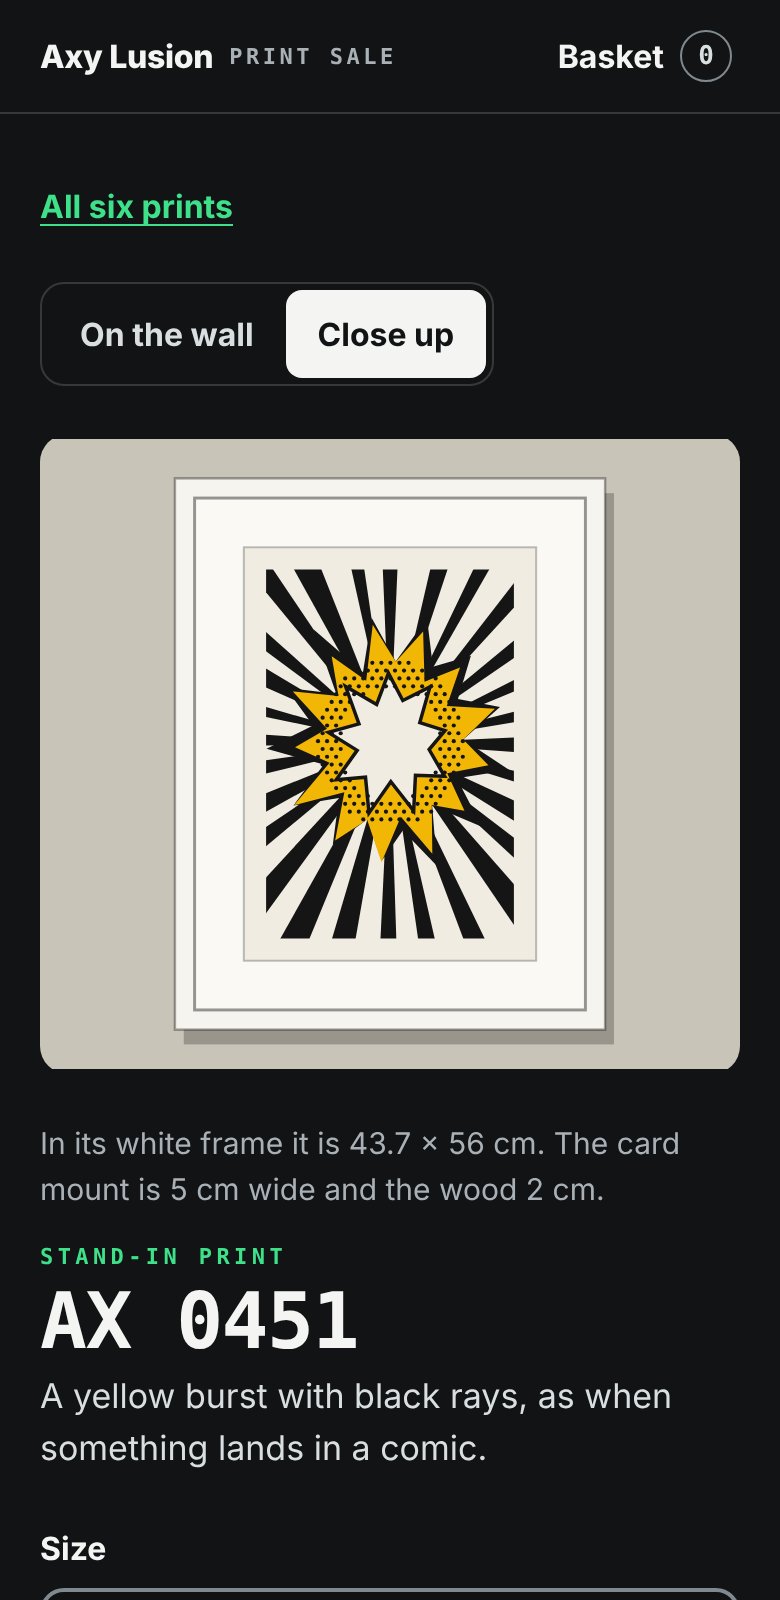 Axy Lusion PRINT SALE Basket 0
All six prints
On the wall Close up
In its white frame it is 43.7 × 56 cm. The card
mount is 5 cm wide and the wood 2 cm.
STAND-IN PRINT
AX 0451
A yellow burst with black rays, as when
something lands in a comic.
Size